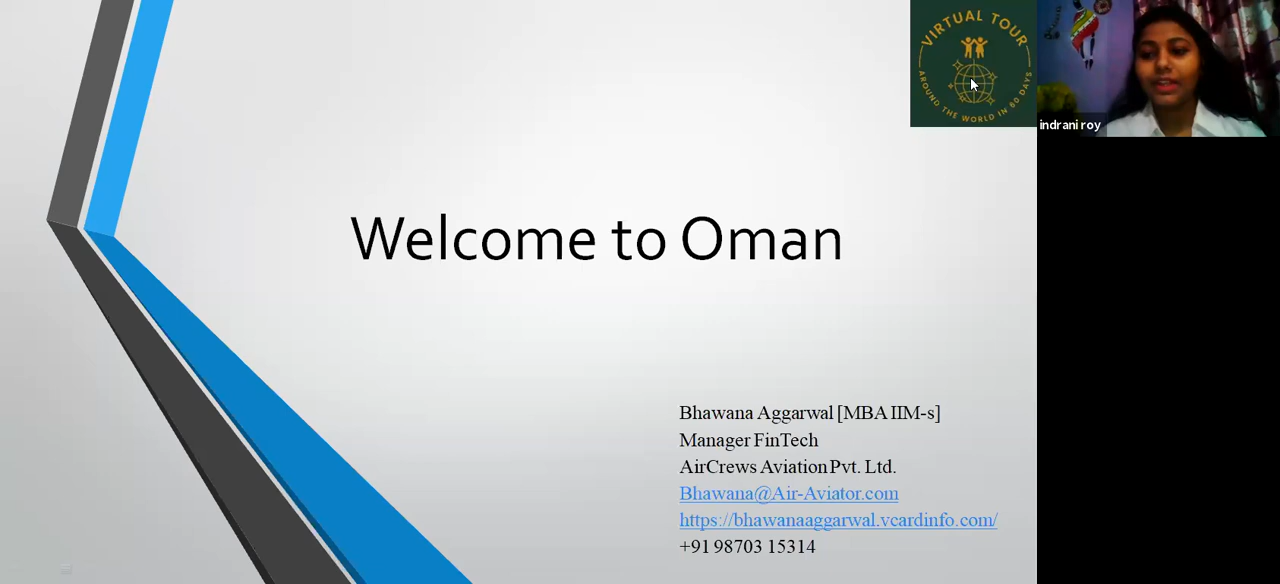 VIRTUAL TOUR
AROUND THE WORLD IN 80 DAYS
indrani roy
Welcome to Oman
Bhawana Aggarwal [MBA IIM-s]
Manager FinTech
AirCrews Aviation Pvt. Ltd.
Bhawana@Air-Aviator.com
https://bhawanaaggarwal.vcardinfo.com/
+91 98703 15314